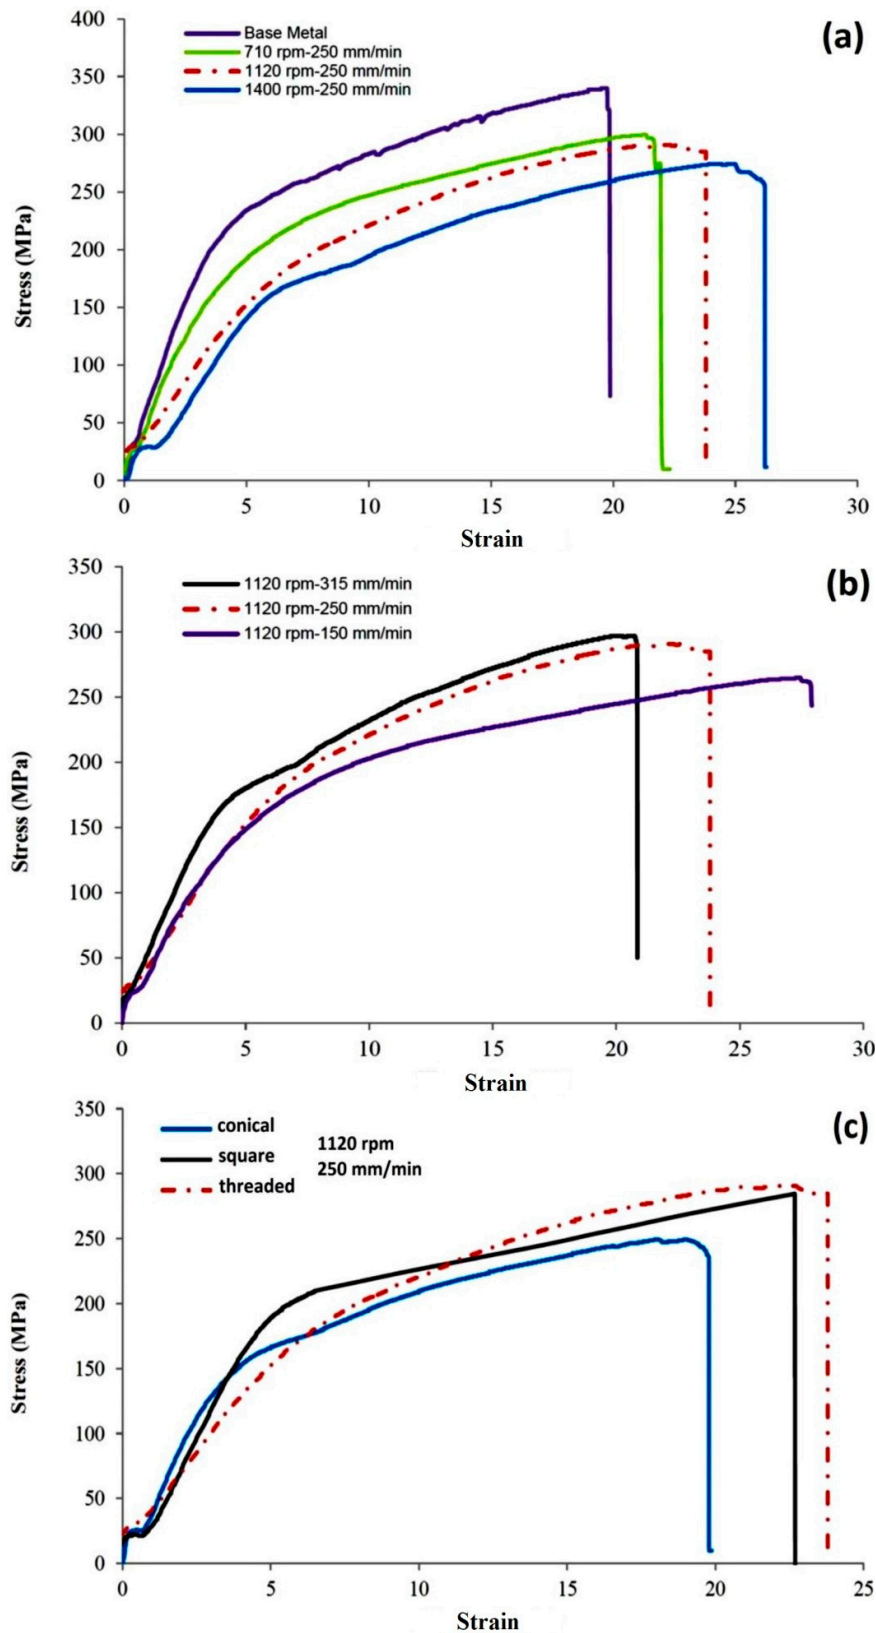 (a)
Base Metal
710 rpm-250 mm/min
1120 rpm-250 mm/min
1400 rpm-250 mm/min
400
350
300
250
200
150
100
50
0
Stress (MPa)
0 5 10 15 20 25 30
Strain
(b)
1120 rpm-315 mm/min
1120 rpm-250 mm/min
1120 rpm-150 mm/min
350
300
250
200
150
100
50
0
Stress (MPa)
0 5 10 15 20 25 30
Strain
(c)
conical
square
threaded
1120 rpm
250 mm/min
350
300
250
200
150
100
50
0
Stress (MPa)
0 5 10 15 20 25
Strain